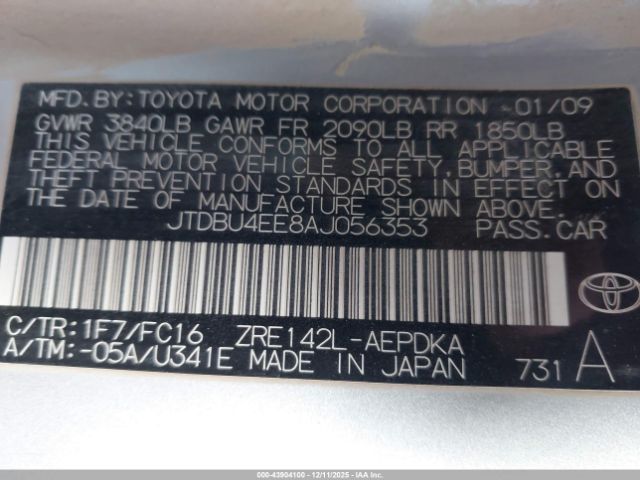 MFD. BY: TOYOTA MOTOR CORPORATION 01/09
GVWR 3840LB GAWR FR 2090LB RR 1850LB
THIS VEHICLE CONFORMS TO ALL APPLICABLE
FEDERAL MOTOR VEHICLE SAFETY, BUMPER, AND
THEFT PREVENTION STANDARDS IN EFFECT ON
THE DATE OF MANUFACTURE SHOWN ABOVE.
JTDBU4EE8AJ056353 PASS. CAR
C/TR: 1F7/FC16 ZRE142L-AEPDKA
A/TM: -05A/U341E MADE IN JAPAN 731 A
000-43904100 - 12/11/2025 - IAAI.COM